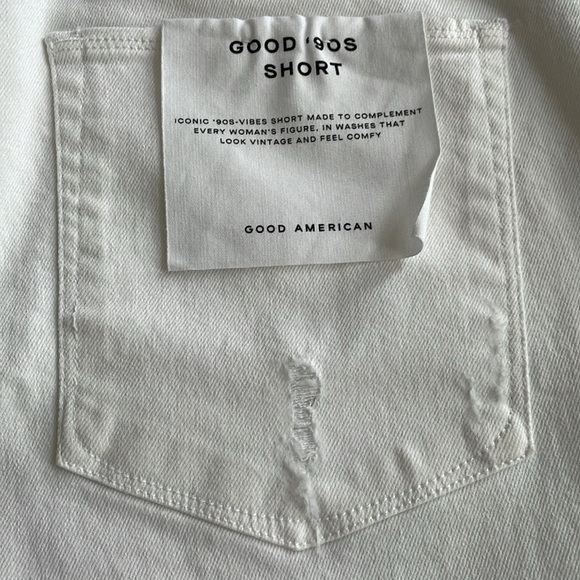 GOOD '90S
SHORT
ICONIC '90S-VIBES SHORT MADE TO COMPLEMENT
EVERY WOMAN'S FIGURE, IN WASHES THAT
LOOK VINTAGE AND FEEL COMFY
GOOD AMERICAN